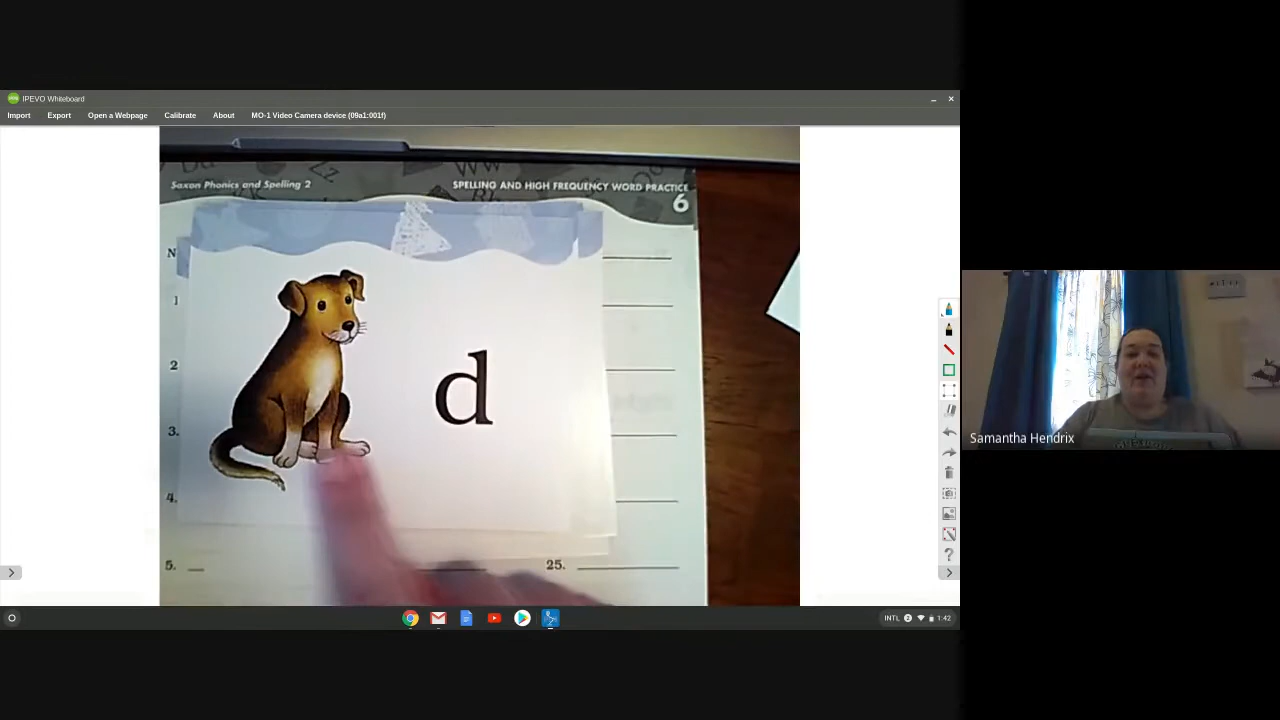 IPEVO Whiteboard
Import Export Open a Webpage Calibrate About MO-1 Video Camera device (09a1:001f)
Saxon Phonics and Spelling 2
SPELLING AND HIGH FREQUENCY WORD PRACTICE
6
N
1
2
3.
4.
5.
25.
d
Samantha Hendrix
INTL 2 1:42